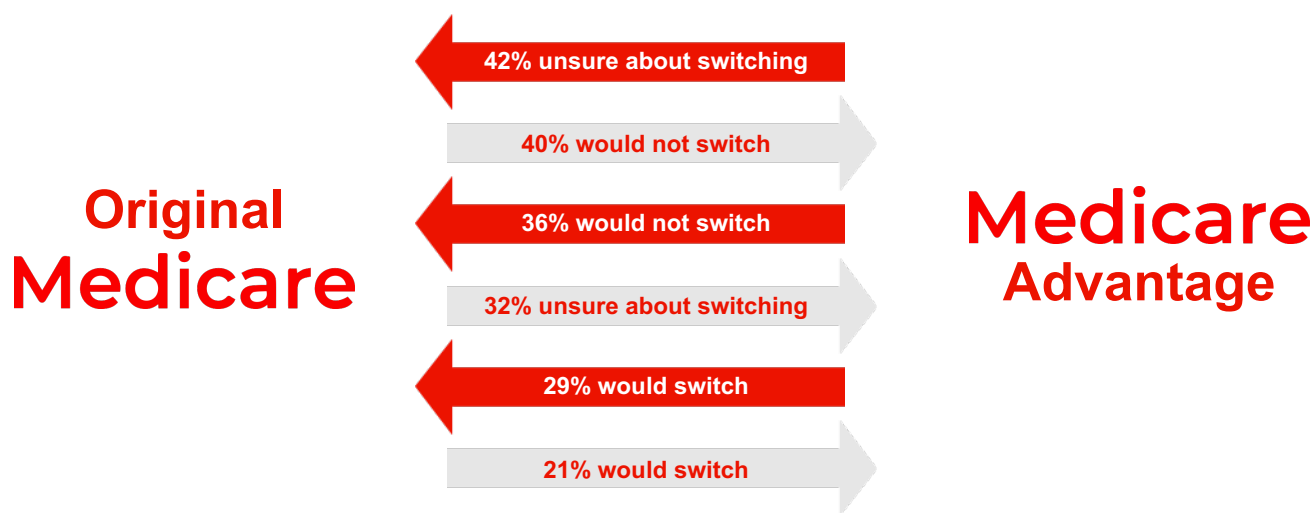 42% unsure about switching
40% would not switch
Original
Medicare
36% would not switch
32% unsure about switching
29% would switch
21% would switch
Medicare
Advantage